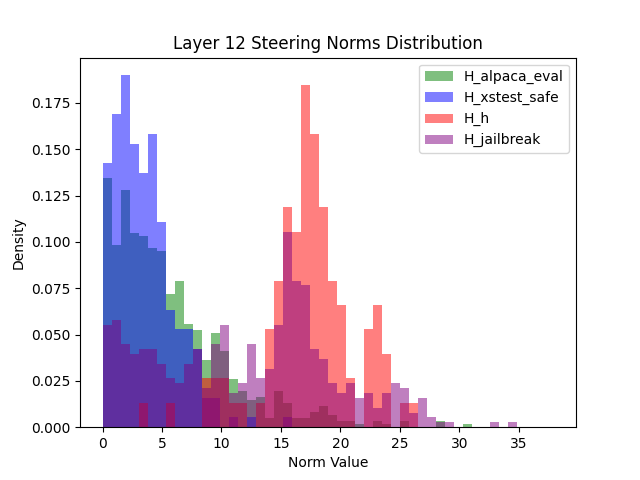 Layer 12 Steering Norms Distribution
H_alpaca_eval
H_xstest_safe
H_h
H_jailbreak
Density
0.175
0.150
0.125
0.100
0.075
0.050
0.025
0.000
0 5 10 15 20 25 30 35
Norm Value